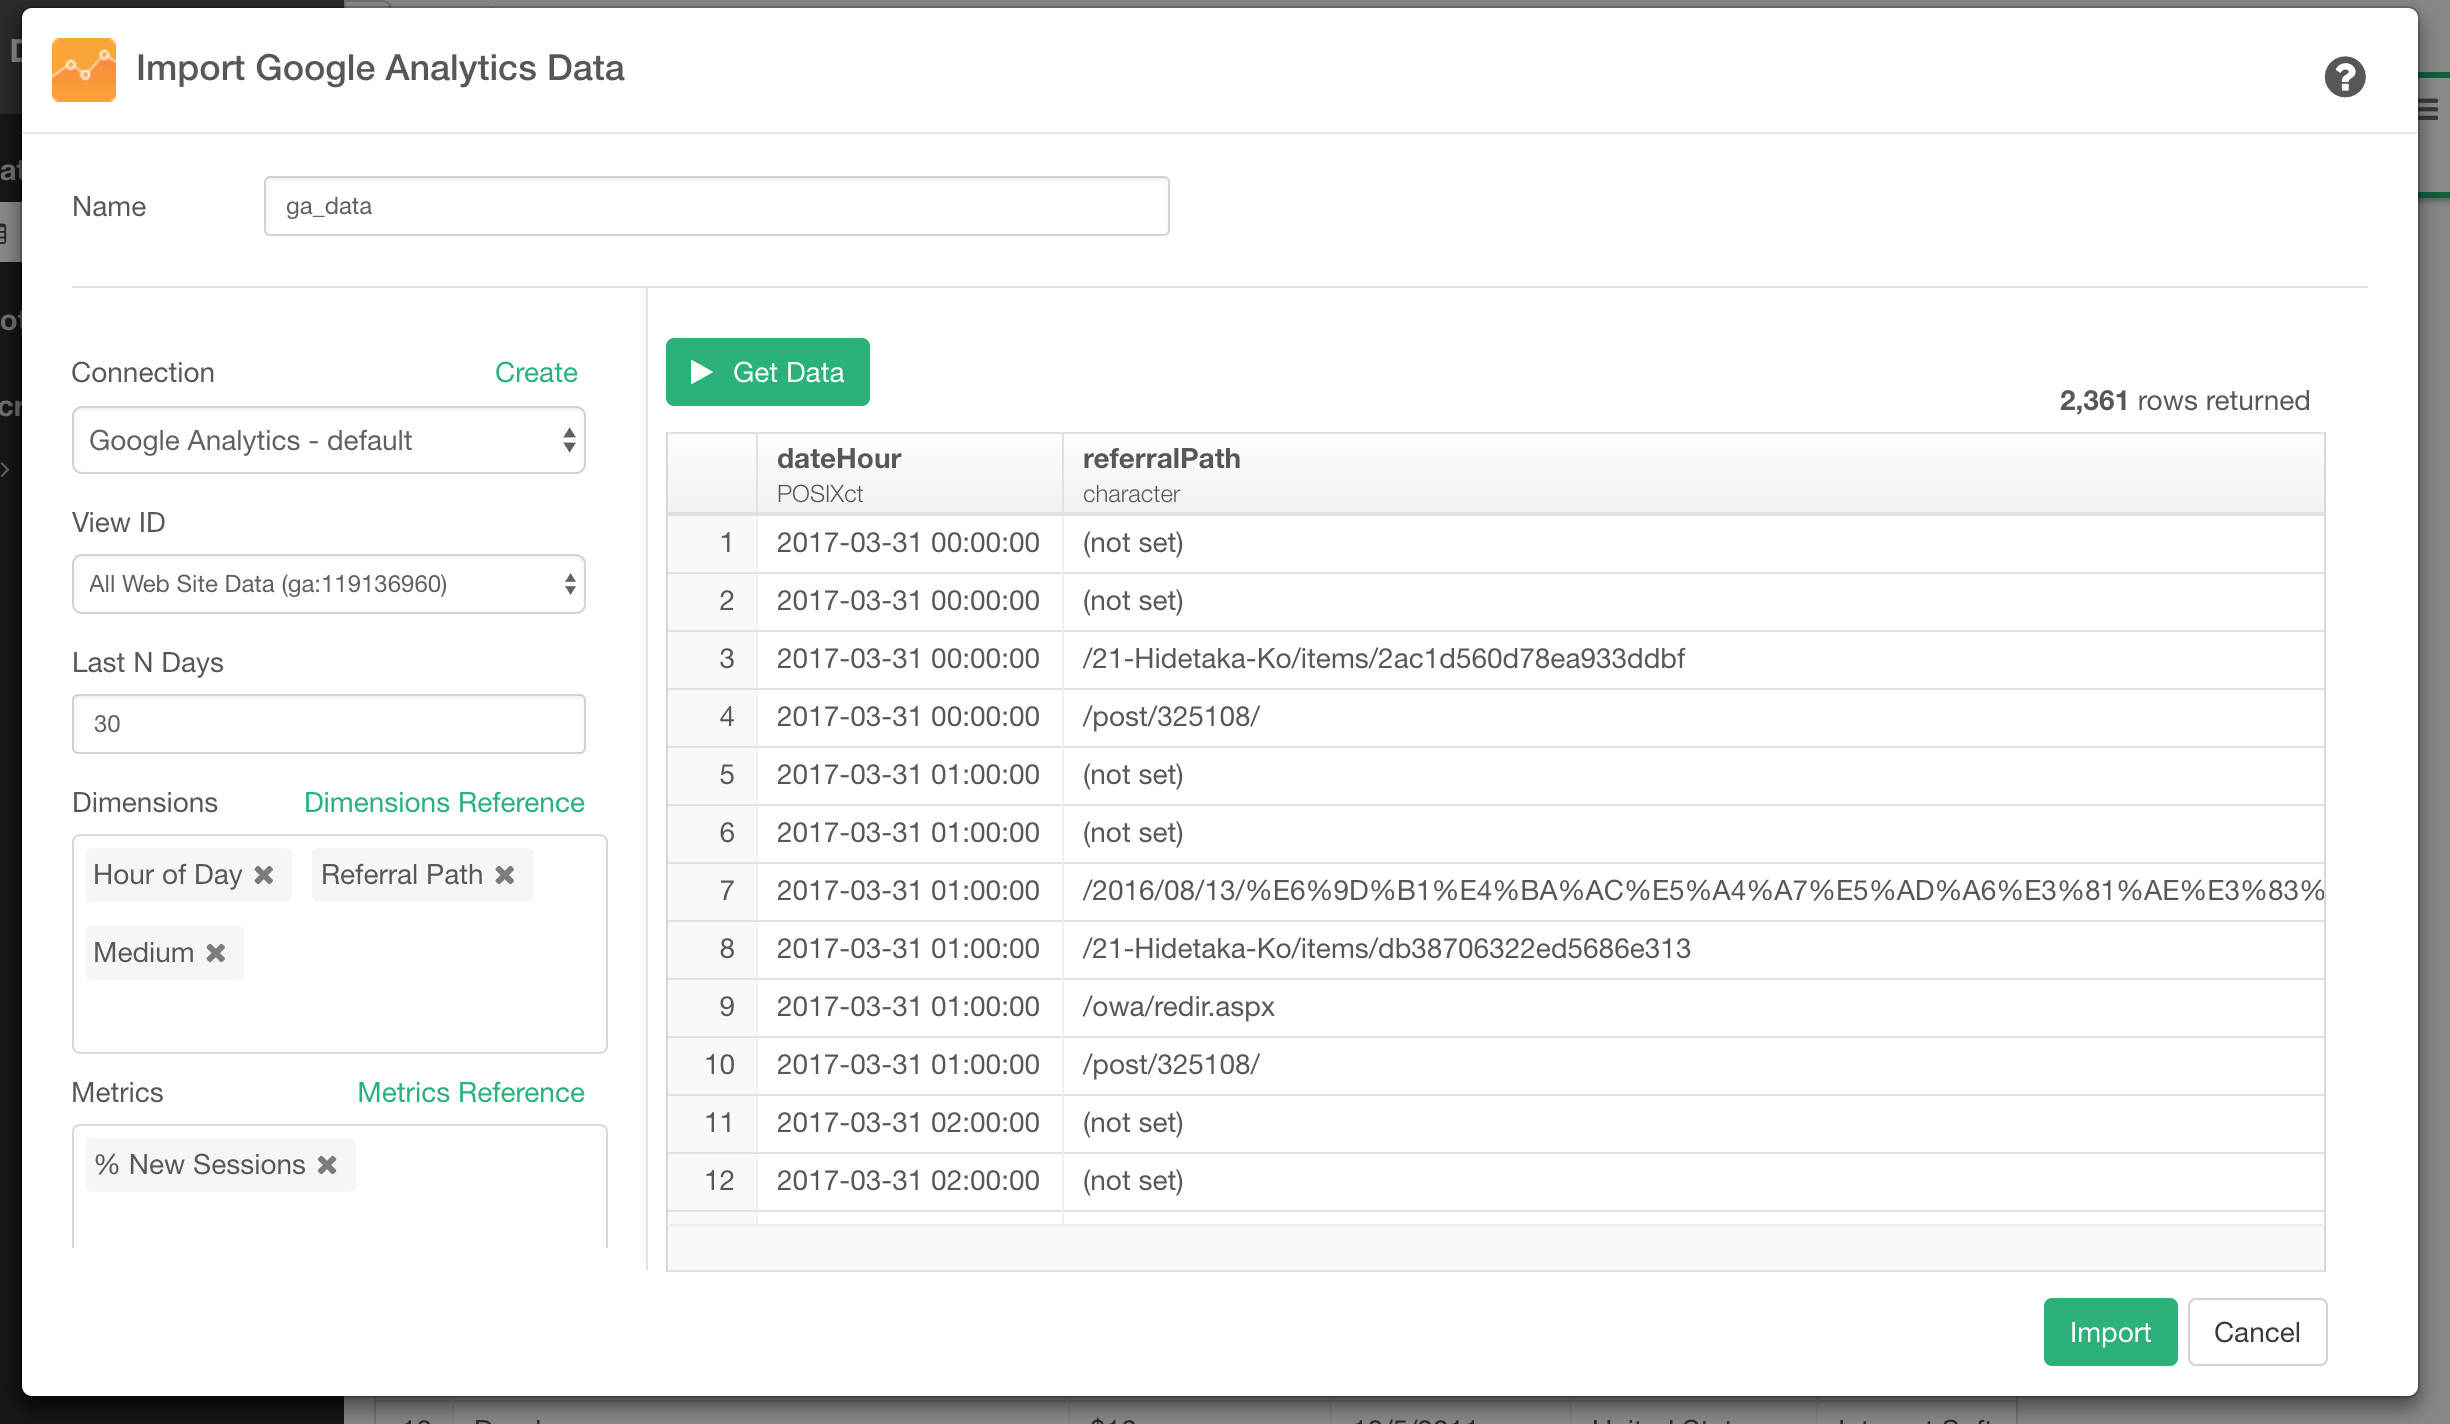 Import Google Analytics Data
Name
ga_data
Connection Create
Google Analytics - default
View ID
All Web Site Data (ga:119136960)
Last N Days
30
Dimensions Dimensions Reference
Hour of Day Referral Path
Medium
Metrics Metrics Reference
% New Sessions
Get Data
2,361 rows returned
dateHour referralPath
POSIXct character
1 2017-03-31 00:00:00 (not set)
2 2017-03-31 00:00:00 (not set)
3 2017-03-31 00:00:00 /21-Hidetaka-Ko/items/2ac1d560d78ea933ddbf
4 2017-03-31 00:00:00 /post/325108/
5 2017-03-31 01:00:00 (not set)
6 2017-03-31 01:00:00 (not set)
7 2017-03-31 01:00:00 /2016/08/13/%E6%9D%B1%E4%BA%AC%E5%A4%A7%E5%AD%A6%E3%81%AE%E3%83%
8 2017-03-31 01:00:00 /21-Hidetaka-Ko/items/db38706322ed5686e313
9 2017-03-31 01:00:00 /owa/redir.aspx
10 2017-03-31 01:00:00 /post/325108/
11 2017-03-31 02:00:00 (not set)
12 2017-03-31 02:00:00 (not set)
Import Cancel